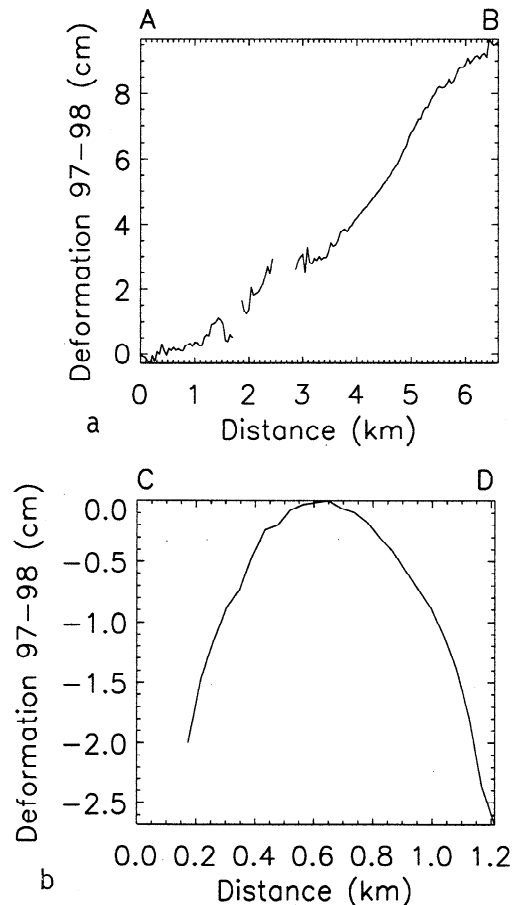 A B
Deformation 97-98 (cm)
8
6
4
2
0
0 1 2 3 4 5 6
a
Distance (km)
C D
Deformation 97-98 (cm)
0.0
-0.5
-1.0
-1.5
-2.0
-2.5
0.0 0.2 0.4 0.6 0.8 1.0 1.2
b
Distance (km)